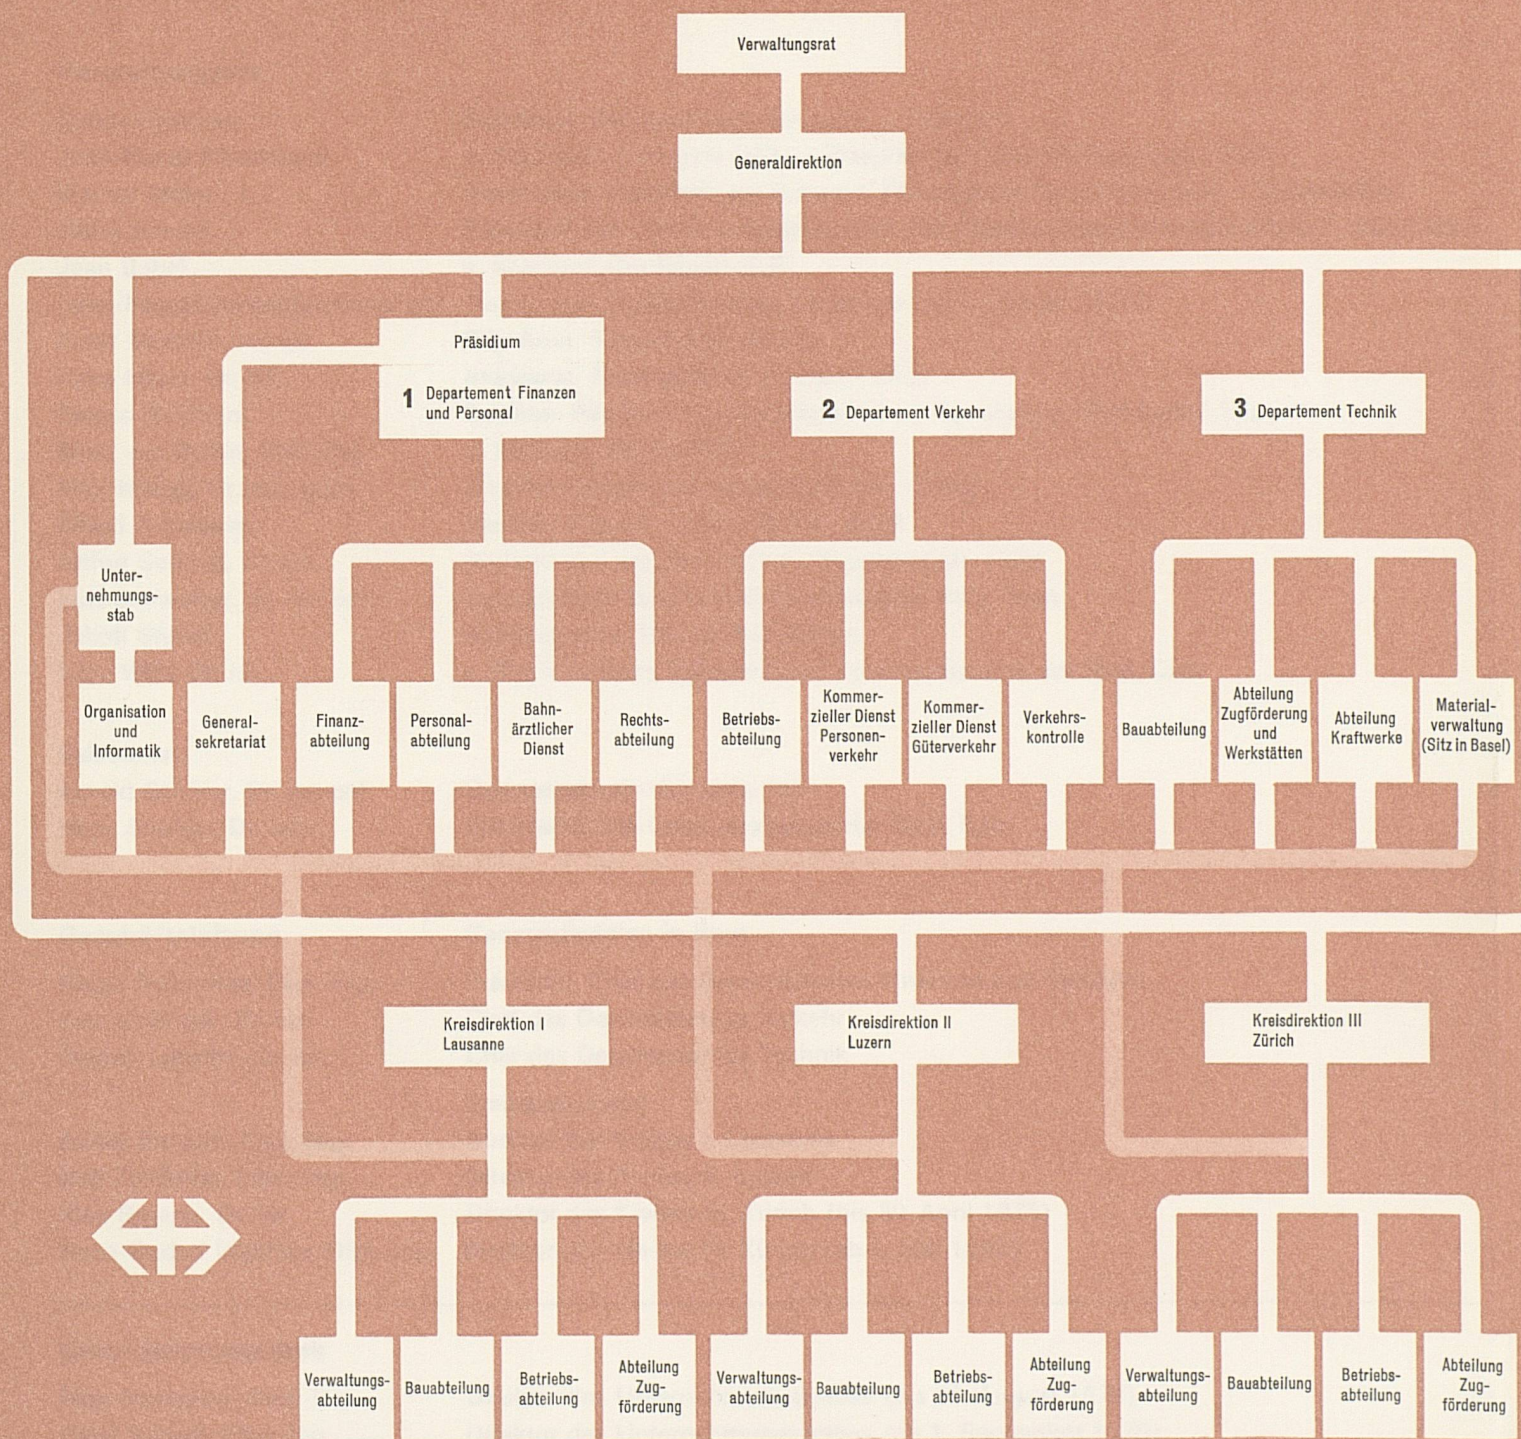 Verwaltungsrat
Generaldirektion
Präsidium
1 Departement Finanzen
und Personal
2 Departement Verkehr
3 Departement Technik
Unter-
nehmungs-
stab
Organisation
und
Informatik
General-
sekretariat
Finanz-
abteilung
Personal-
abteilung
Bahn-
ärztlicher
Dienst
Rechts-
abteilung
Betriebs-
abteilung
Kommer-
zieller Dienst
Personen-
verkehr
Kommer-
zieller Dienst
Güterverkehr
Verkehrs-
kontrolle
Bauabteilung
Abteilung
Zugförderung
und
Werkstätten
Abteilung
Kraftwerke
Material-
verwaltung
(Sitz in Basel)
Kreisdirektion I
Lausanne
Kreisdirektion II
Luzern
Kreisdirektion III
Zürich
Verwaltungs-
abteilung
Bauabteilung
Betriebs-
abteilung
Abteilung
Zug-
förderung
Verwaltungs-
abteilung
Bauabteilung
Betriebs-
abteilung
Abteilung
Zug-
förderung
Verwaltungs-
abteilung
Bauabteilung
Betriebs-
abteilung
Abteilung
Zug-
förderung